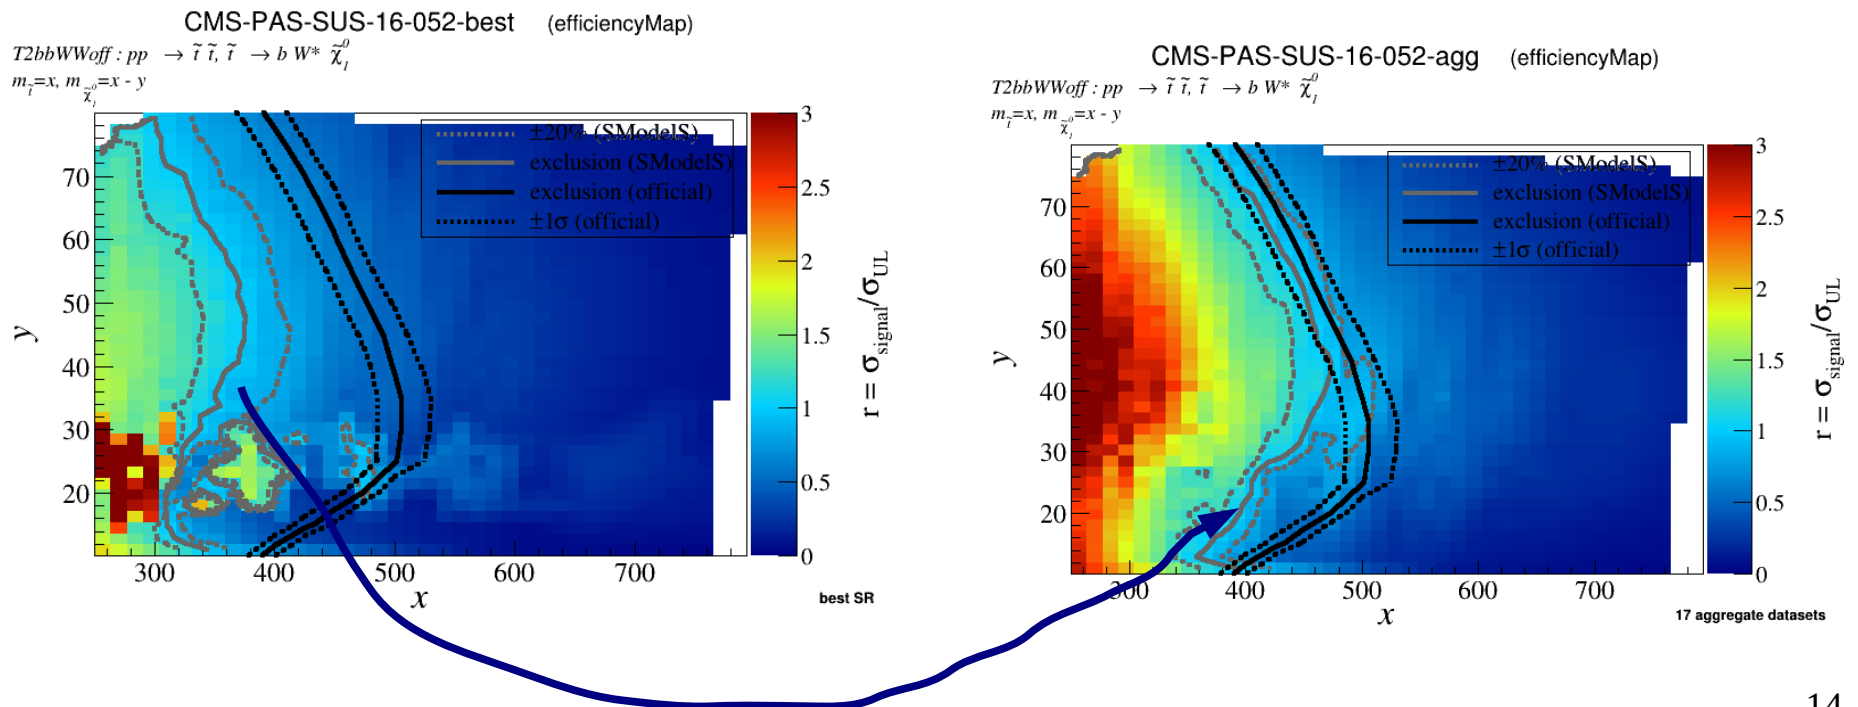 CMS-PAS-SUS-16-052-best (efficiencyMap)
T2bbWWoff : pp → t̃ t̃, t̃ → b W* χ̃₁⁰
m_t̃=x, m_χ̃₁⁰=x - y
±20% (SModelS)
exclusion (SModelS)
exclusion (official)
±1σ (official)
70
60
50
40
30
20
y
300 400 500 600 700
x
3
2.5
2
1.5
1
0.5
0
r = σ_signal/σ_UL
best SR
CMS-PAS-SUS-16-052-agg (efficiencyMap)
T2bbWWoff : pp → t̃ t̃, t̃ → b W* χ̃₁⁰
m_t̃=x, m_χ̃₁⁰=x - y
±20% (SModelS)
exclusion (SModelS)
exclusion (official)
±1σ (official)
70
60
50
40
30
20
y
300 400 500 600 700
x
3
2.5
2
1.5
1
0.5
0
r = σ_signal/σ_UL
17 aggregate datasets
14